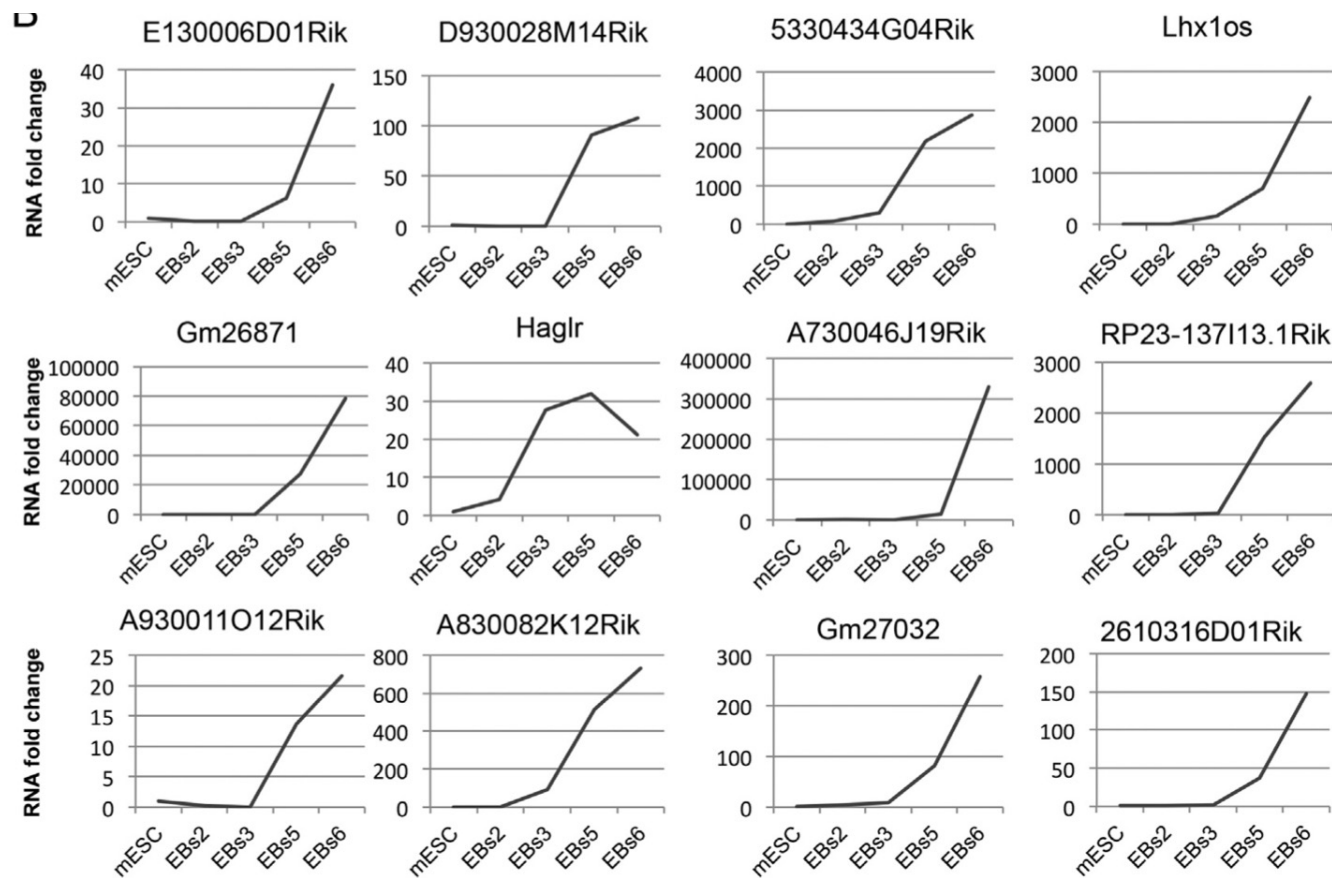 B
E130006D01Rik
RNA fold change
40
30
20
10
0
mESC
EBs2
EBs3
EBs5
EBs6
D930028M14Rik
150
100
50
0
mESC
EBs2
EBs3
EBs5
EBs6
5330434G04Rik
4000
3000
2000
1000
0
mESC
EBs2
EBs3
EBs5
EBs6
Lhx1os
3000
2000
1000
0
mESC
EBs2
EBs3
EBs5
EBs6
Gm26871
RNA fold change
100000
80000
60000
40000
20000
0
mESC
EBs2
EBs3
EBs5
EBs6
Haglr
40
30
20
10
0
mESC
EBs2
EBs3
EBs5
EBs6
A730046J19Rik
400000
300000
200000
100000
0
mESC
EBs2
EBs3
EBs5
EBs6
RP23-137I13.1Rik
3000
2000
1000
0
mESC
EBs2
EBs3
EBs5
EBs6
A930011O12Rik
RNA fold change
25
20
15
10
5
0
mESC
EBs2
EBs3
EBs5
EBs6
A830082K12Rik
800
600
400
200
0
mESC
EBs2
EBs3
EBs5
EBs6
Gm27032
300
200
100
0
mESC
EBs2
EBs3
EBs5
EBs6
2610316D01Rik
200
150
100
50
0
mESC
EBs2
EBs3
EBs5
EBs6